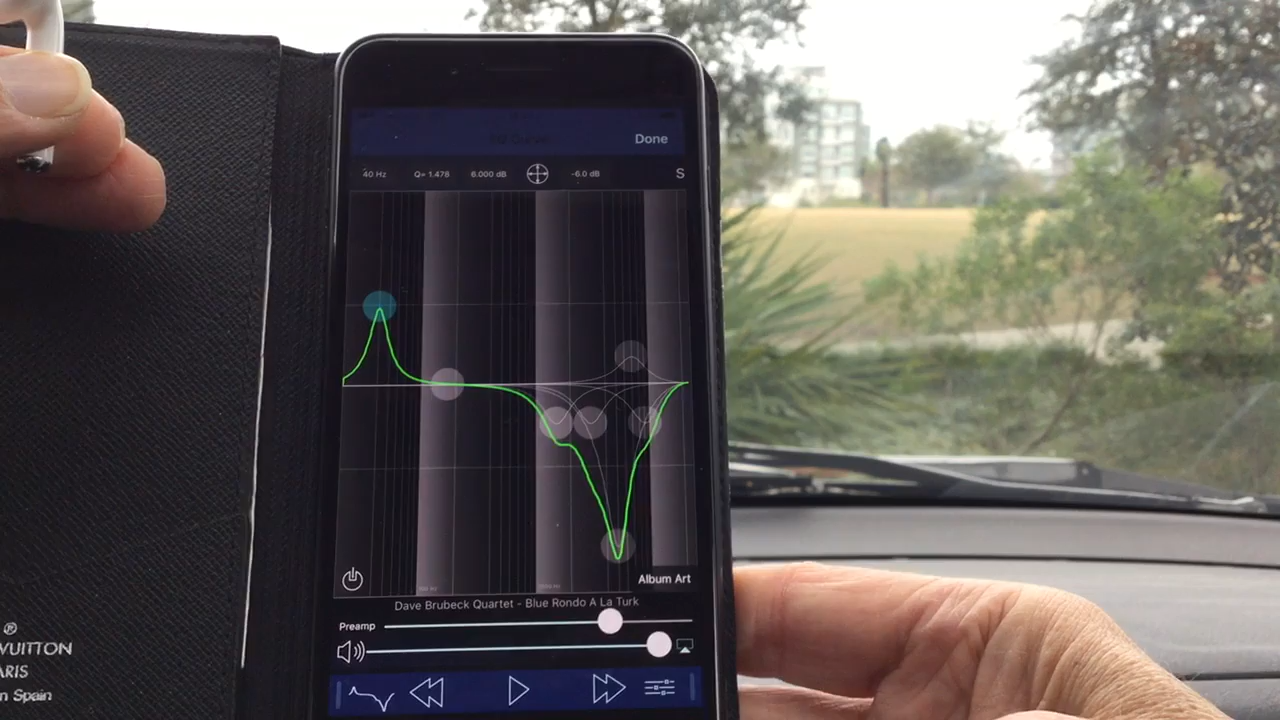 Done
40 Hz Q= 1.478 6.000 dB -6.0 dB S
Album Art
Dave Brubeck Quartet - Blue Rondo A La Turk
Preamp
®
VUITTON
ARIS
n Spain